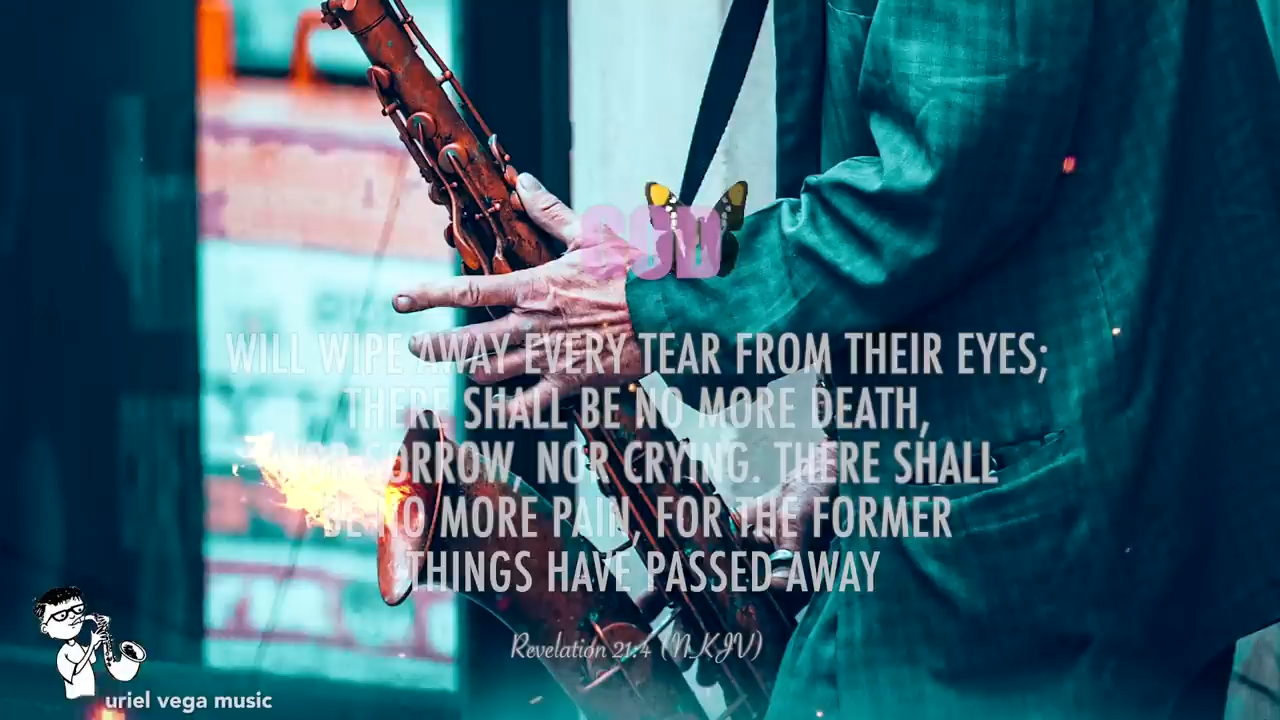 GOD
WILL WIPE AWAY EVERY TEAR FROM THEIR EYES;
THERE SHALL BE NO MORE DEATH,
NOR SORROW, NOR CRYING. THERE SHALL
BE NO MORE PAIN, FOR THE FORMER
THINGS HAVE PASSED AWAY
Revelation 21:4 (NKJV)
uriel vega music